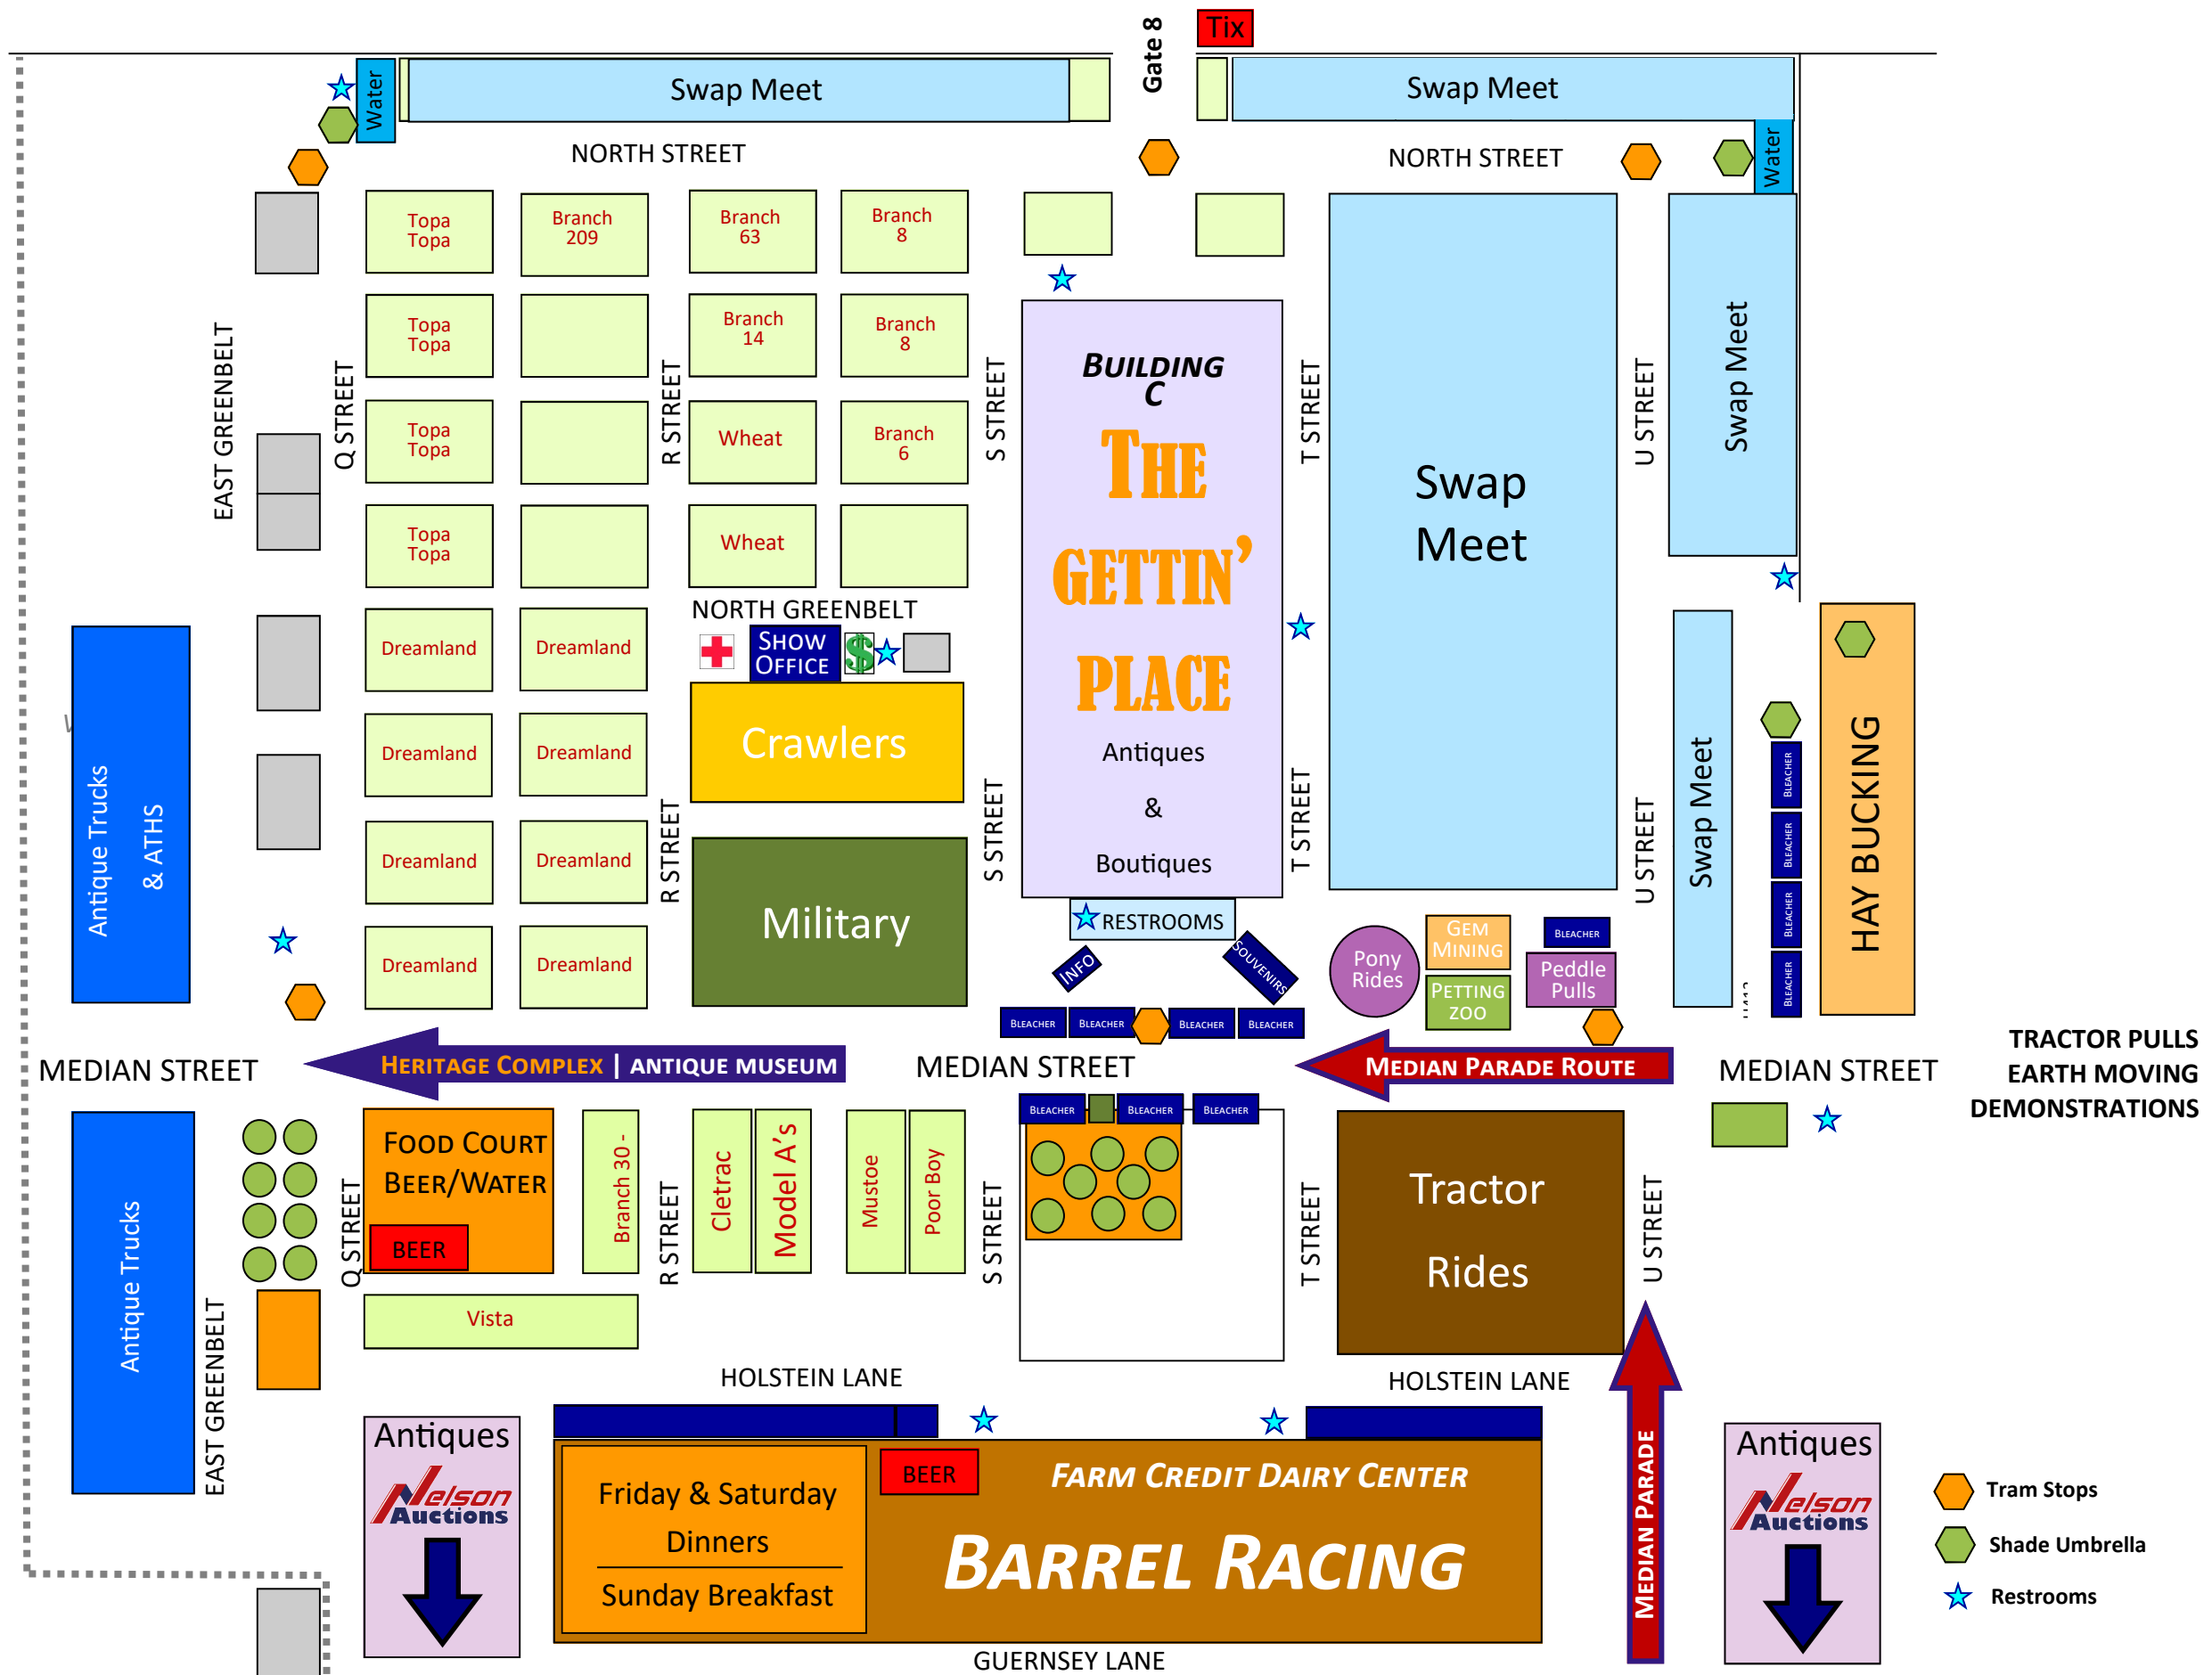 Gate 8
Tix
Water
Swap Meet
Swap Meet
Water
NORTH STREET
NORTH STREET
Topa
Topa
Branch
209
Branch
63
Branch
8
Topa
Topa
Branch
14
Branch
8
Topa
Topa
Wheat
Branch
6
Topa
Topa
Wheat
EAST GREENBELT
Q STREET
R STREET
S STREET
T STREET
U STREET
BUILDING
C
THE
GETTIN’
PLACE
Antiques
&
Boutiques
Swap
Meet
Swap Meet
NORTH GREENBELT
SHOW
OFFICE
$
Dreamland
Dreamland
Dreamland
Dreamland
Dreamland
Dreamland
Dreamland
Dreamland
Crawlers
Military
Antique Trucks
& ATHS
R STREET
S STREET
T STREET
U STREET
Swap Meet
BLEACHER
BLEACHER
BLEACHER
BLEACHER
HAY BUCKING
RESTROOMS
INFO
SOUVENIRS
Pony
Rides
GEM
MINING
PETTING
ZOO
BLEACHER
Peddle
Pulls
BLEACHER
BLEACHER
BLEACHER
BLEACHER
MEDIAN STREET
HERITAGE COMPLEX | ANTIQUE MUSEUM
MEDIAN STREET
MEDIAN PARADE ROUTE
MEDIAN STREET
TRACTOR PULLS
EARTH MOVING
DEMONSTRATIONS
Antique Trucks
EAST GREENBELT
Q STREET
FOOD COURT
BEER/WATER
BEER
Branch 30 -
R STREET
Cletrac
Model A’s
Mustoe
Poor Boy
S STREET
BLEACHER
BLEACHER
BLEACHER
T STREET
Tractor
Rides
U STREET
Vista
HOLSTEIN LANE
HOLSTEIN LANE
Antiques
Nelson
Auctions
Friday & Saturday
Dinners
Sunday Breakfast
BEER
FARM CREDIT DAIRY CENTER
BARREL RACING
MEDIAN PARADE
Antiques
Nelson
Auctions
Tram Stops
Shade Umbrella
Restrooms
GUERNSEY LANE